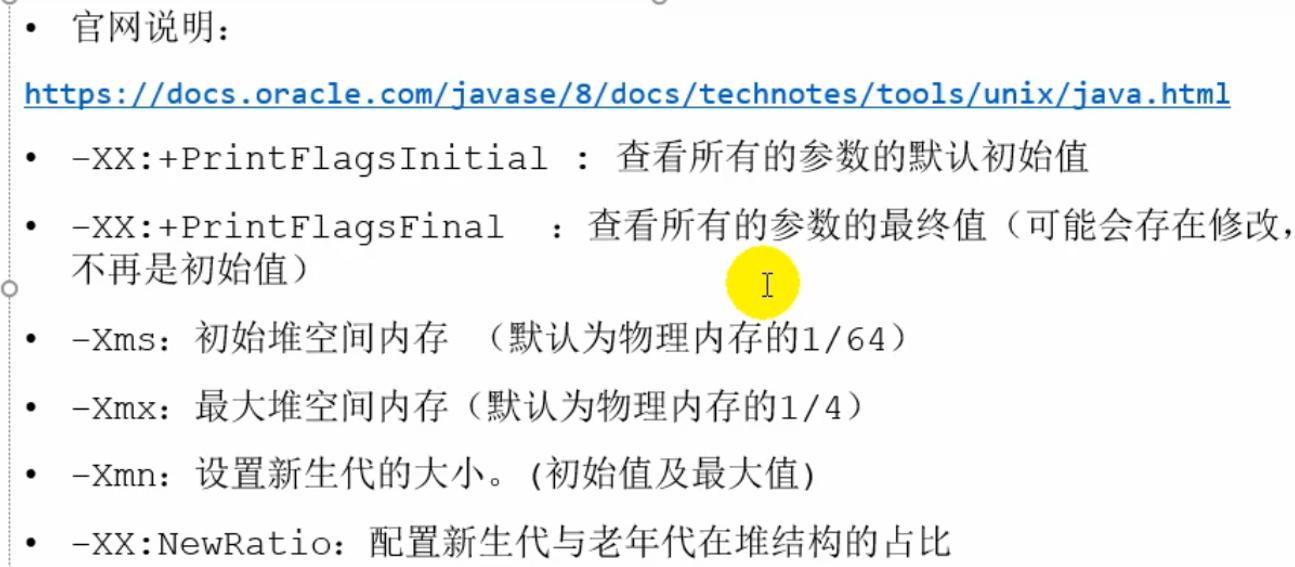 • 官网说明：
https://docs.oracle.com/javase/8/docs/technotes/tools/unix/java.html
• -XX:+PrintFlagsInitial : 查看所有的参数的默认初始值
• -XX:+PrintFlagsFinal ：查看所有的参数的最终值（可能会存在修改，
不再是初始值）
• -Xms：初始堆空间内存 （默认为物理内存的1/64）
• -Xmx：最大堆空间内存（默认为物理内存的1/4）
• -Xmn：设置新生代的大小。(初始值及最大值)
• -XX:NewRatio：配置新生代与老年代在堆结构的占比